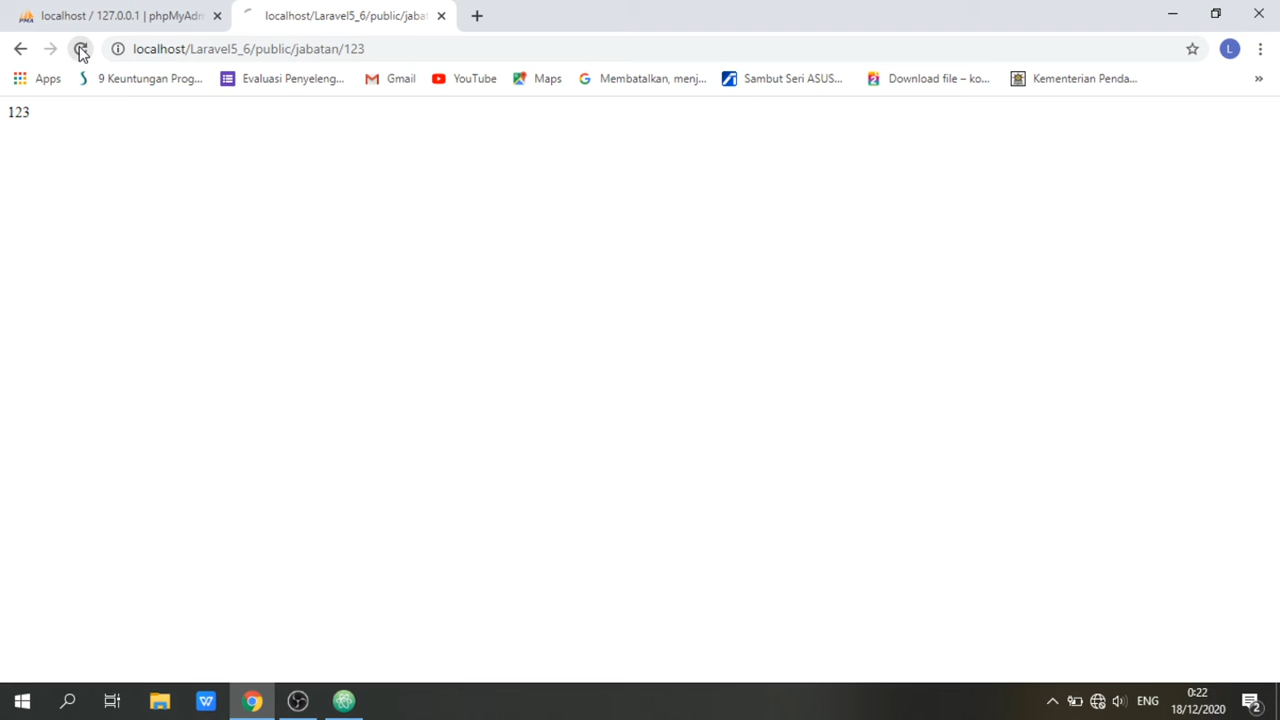 localhost / 127.0.0.1 | phpMyAdm
localhost/Laravel5_6/public/jabat
localhost/Laravel5_6/public/jabatan/123
Apps
9 Keuntungan Prog...
Evaluasi Penyeleng...
Gmail
YouTube
Maps
Membatalkan, menj...
Sambut Seri ASUS...
Download file – ko...
Kementerian Penda...
»
L
123
ENG
0:22
18/12/2020
2